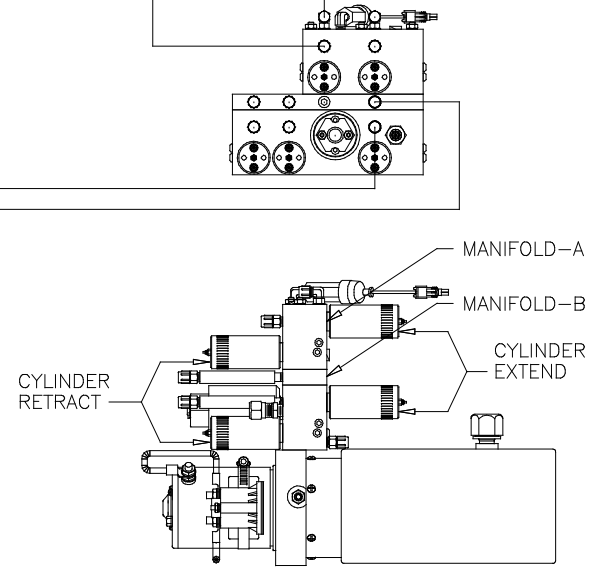 MANIFOLD-A
MANIFOLD-B
CYLINDER
EXTEND
CYLINDER
RETRACT